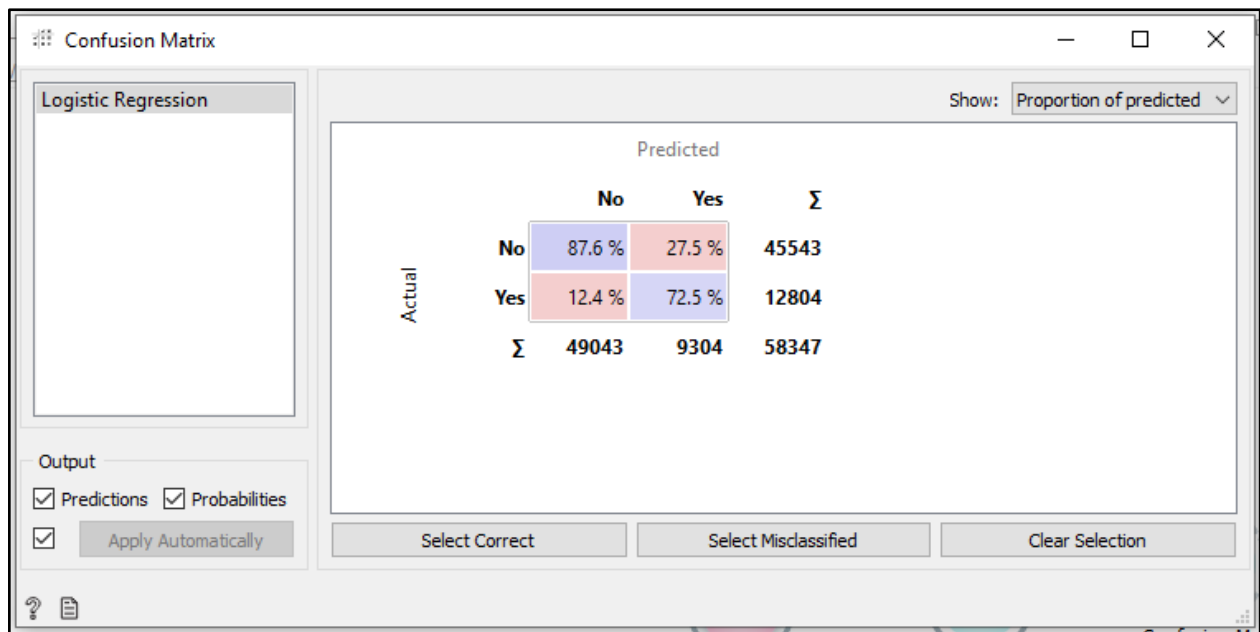 Confusion Matrix
Logistic Regression
Show: Proportion of predicted
Predicted
No Yes Σ
No 87.6 % 27.5 % 45543
Actual
Yes 12.4 % 72.5 % 12804
Σ 49043 9304 58347
Output
Predictions Probabilities
Apply Automatically
Select Correct Select Misclassified Clear Selection
?